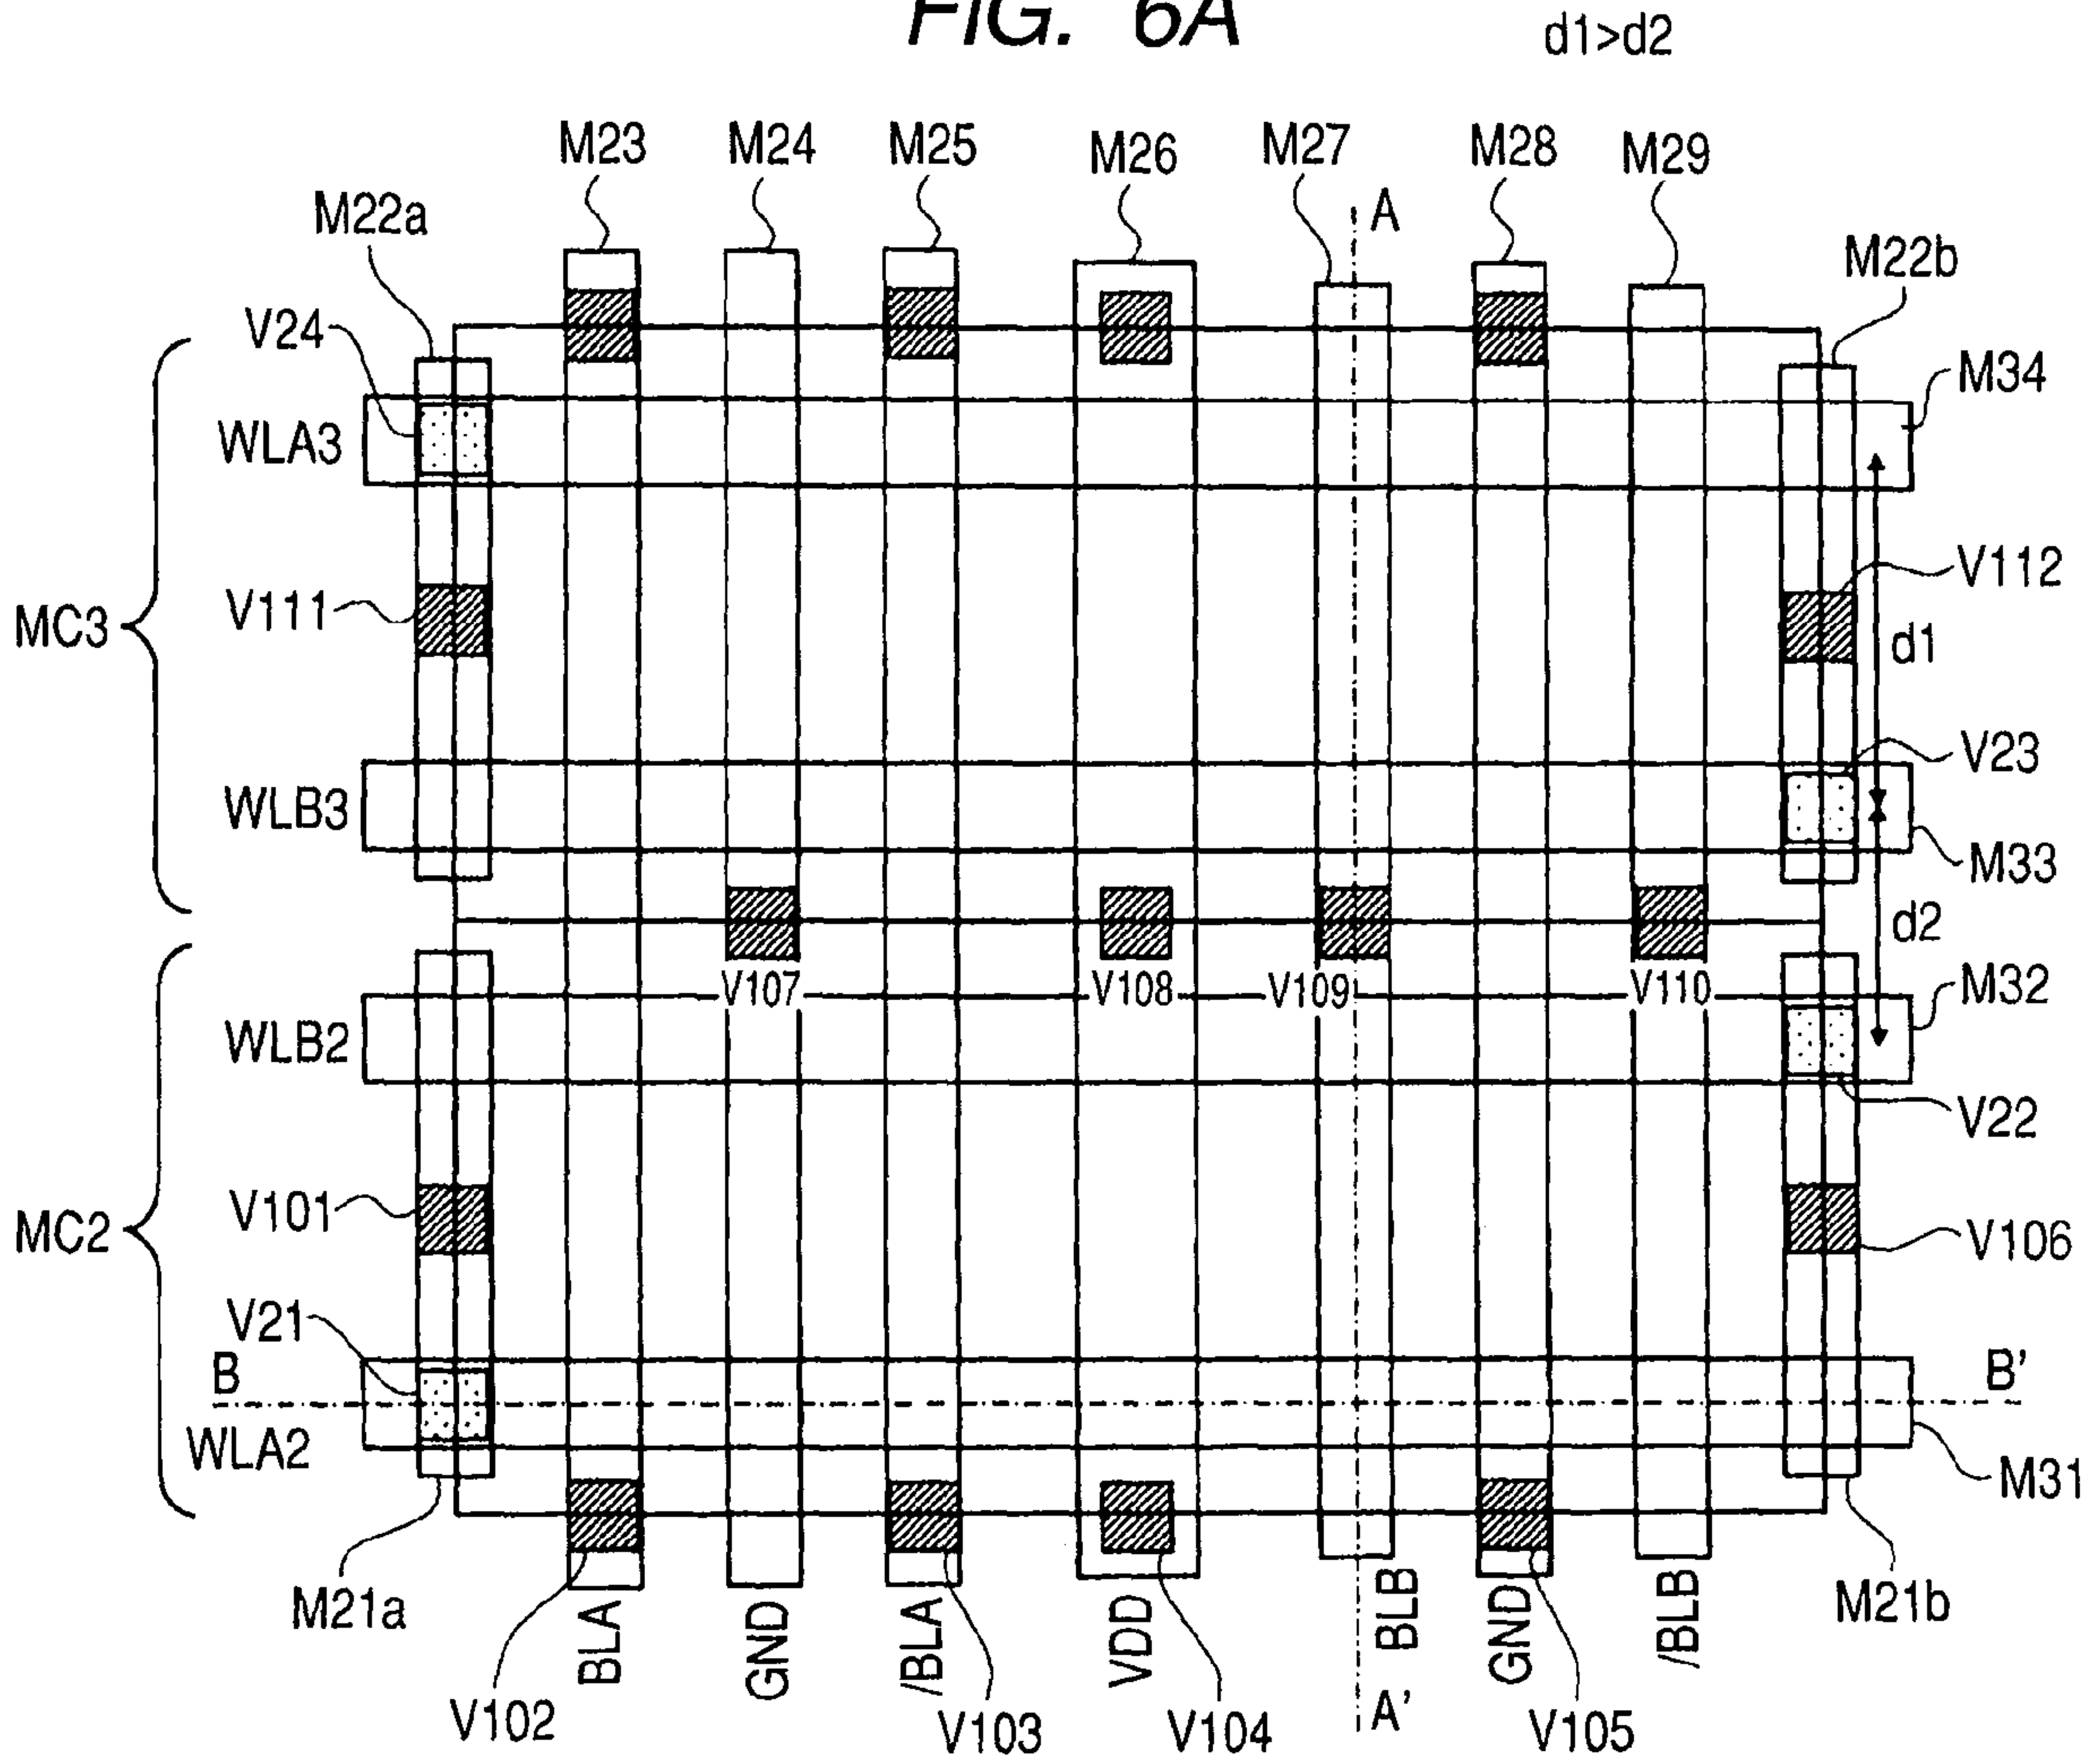 FIG. 6A
d1>d2
M23
M24
M25
M26
M27
M28
M29
A
M22a
M22b
V24
M34
WLA3
V112
V111
MC3
d1
V23
WLB3
M33
d2
V107
V108
V109
V110
M32
WLB2
V22
V101
MC2
V106
V21
B
B'
WLA2
M31
M21a
BLA
GND
/BLA
VDD
BLB
GND
/BLB
M21b
V102
V103
V104
A'
V105